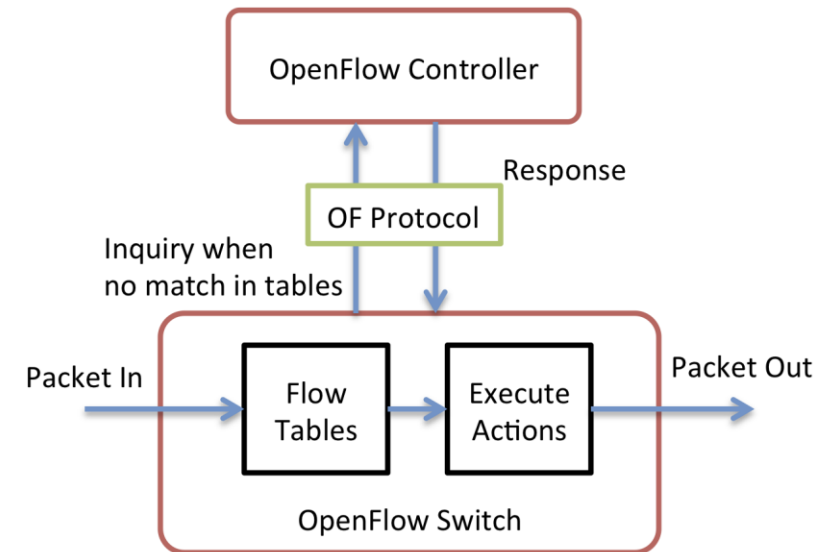 OpenFlow Controller
Response
OF Protocol
Inquiry when
no match in tables
Packet In
Flow
Tables
Execute
Actions
Packet Out
OpenFlow Switch